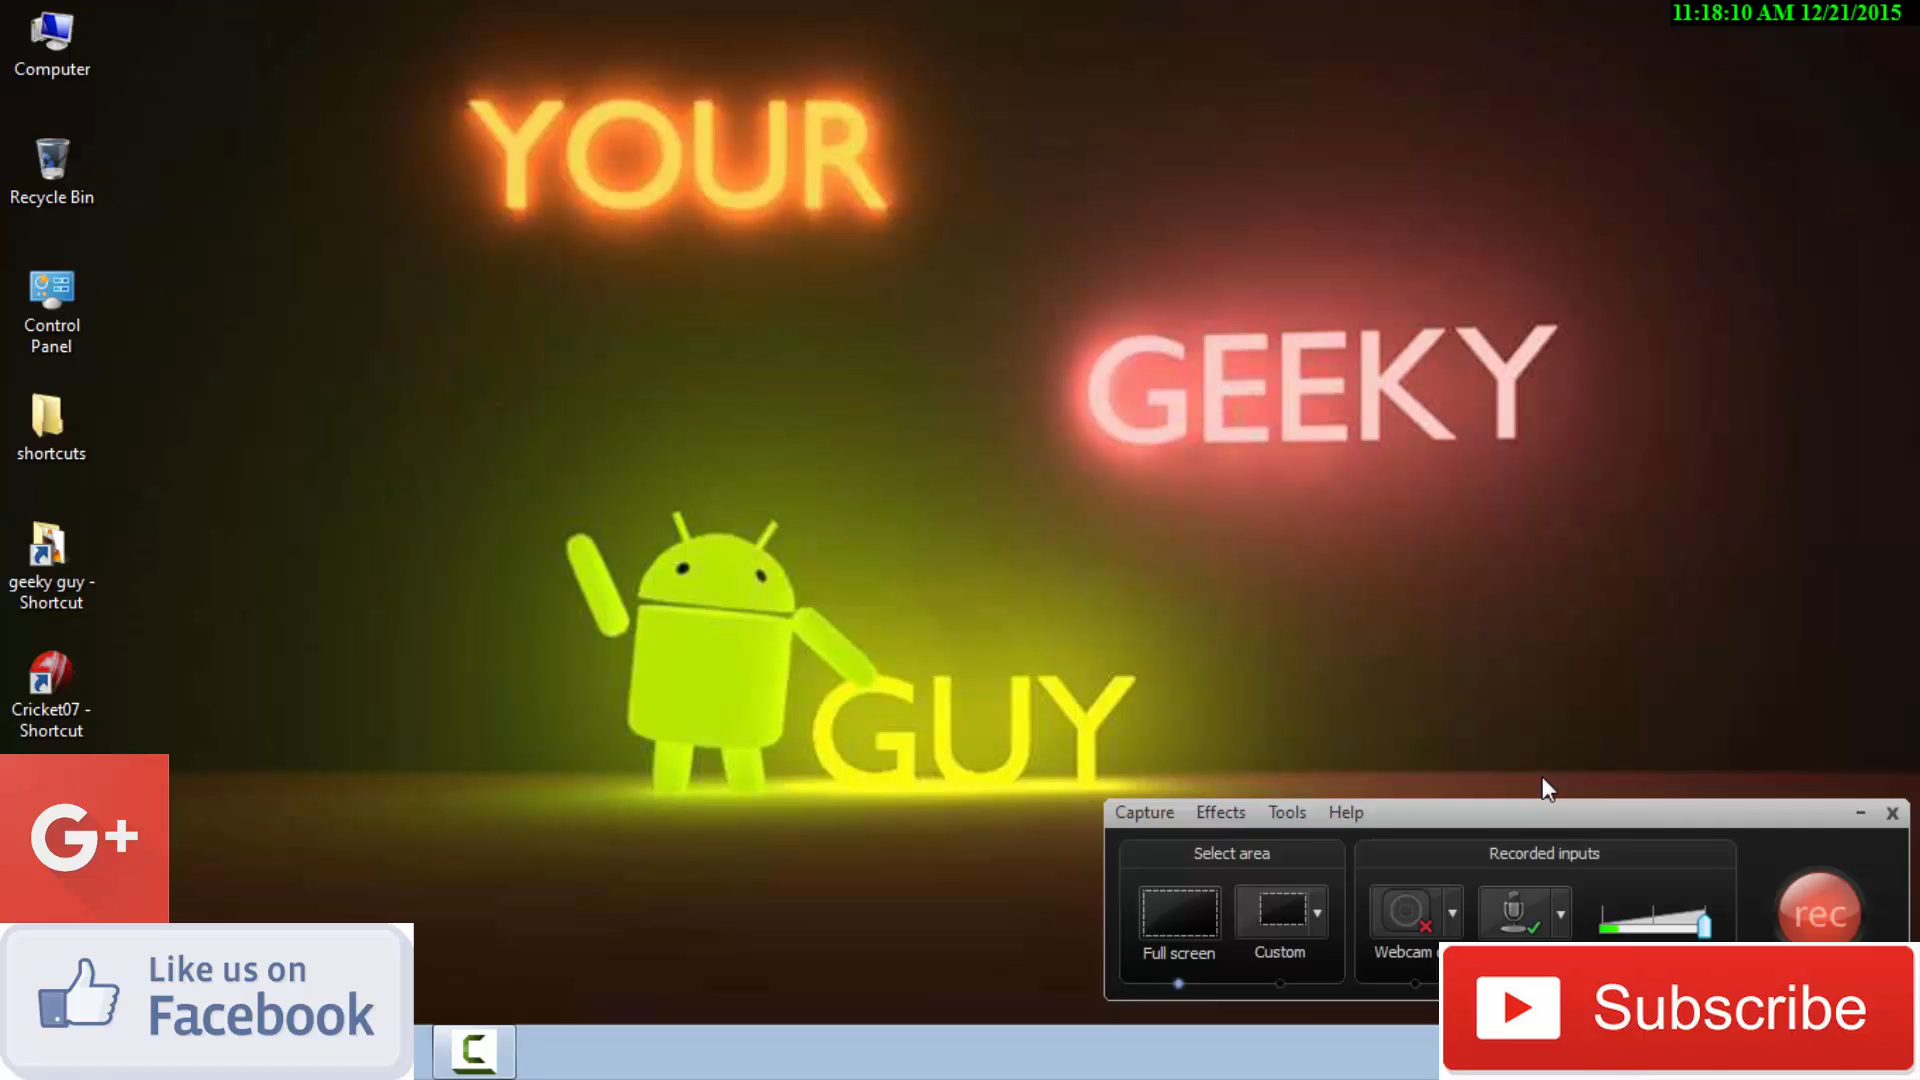 11:18:10 AM 12/21/2015
Computer
Recycle Bin
Control
Panel
shortcuts
geeky guy -
Shortcut
Cricket07 -
Shortcut
YOUR
GEEKY
GUY
G+
Like us on
Facebook
Capture Effects Tools Help
Select area
Recorded inputs
Full screen
Custom
Webcam
rec
Subscribe